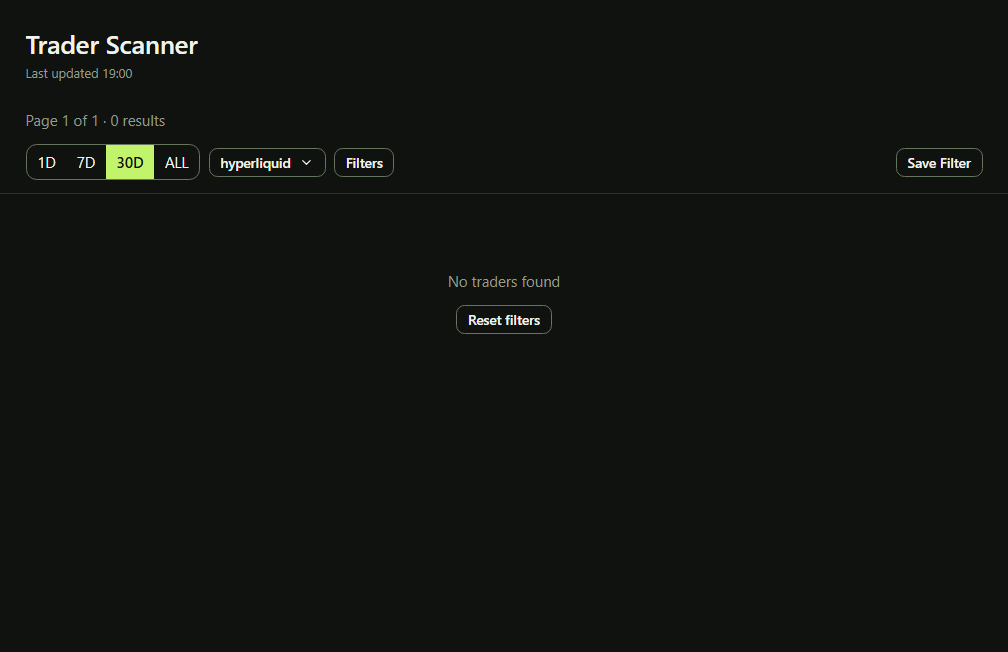 Trader Scanner
Last updated 19:00
Page 1 of 1 · 0 results
1D 7D 30D ALL hyperliquid Filters Save Filter
No traders found
Reset filters